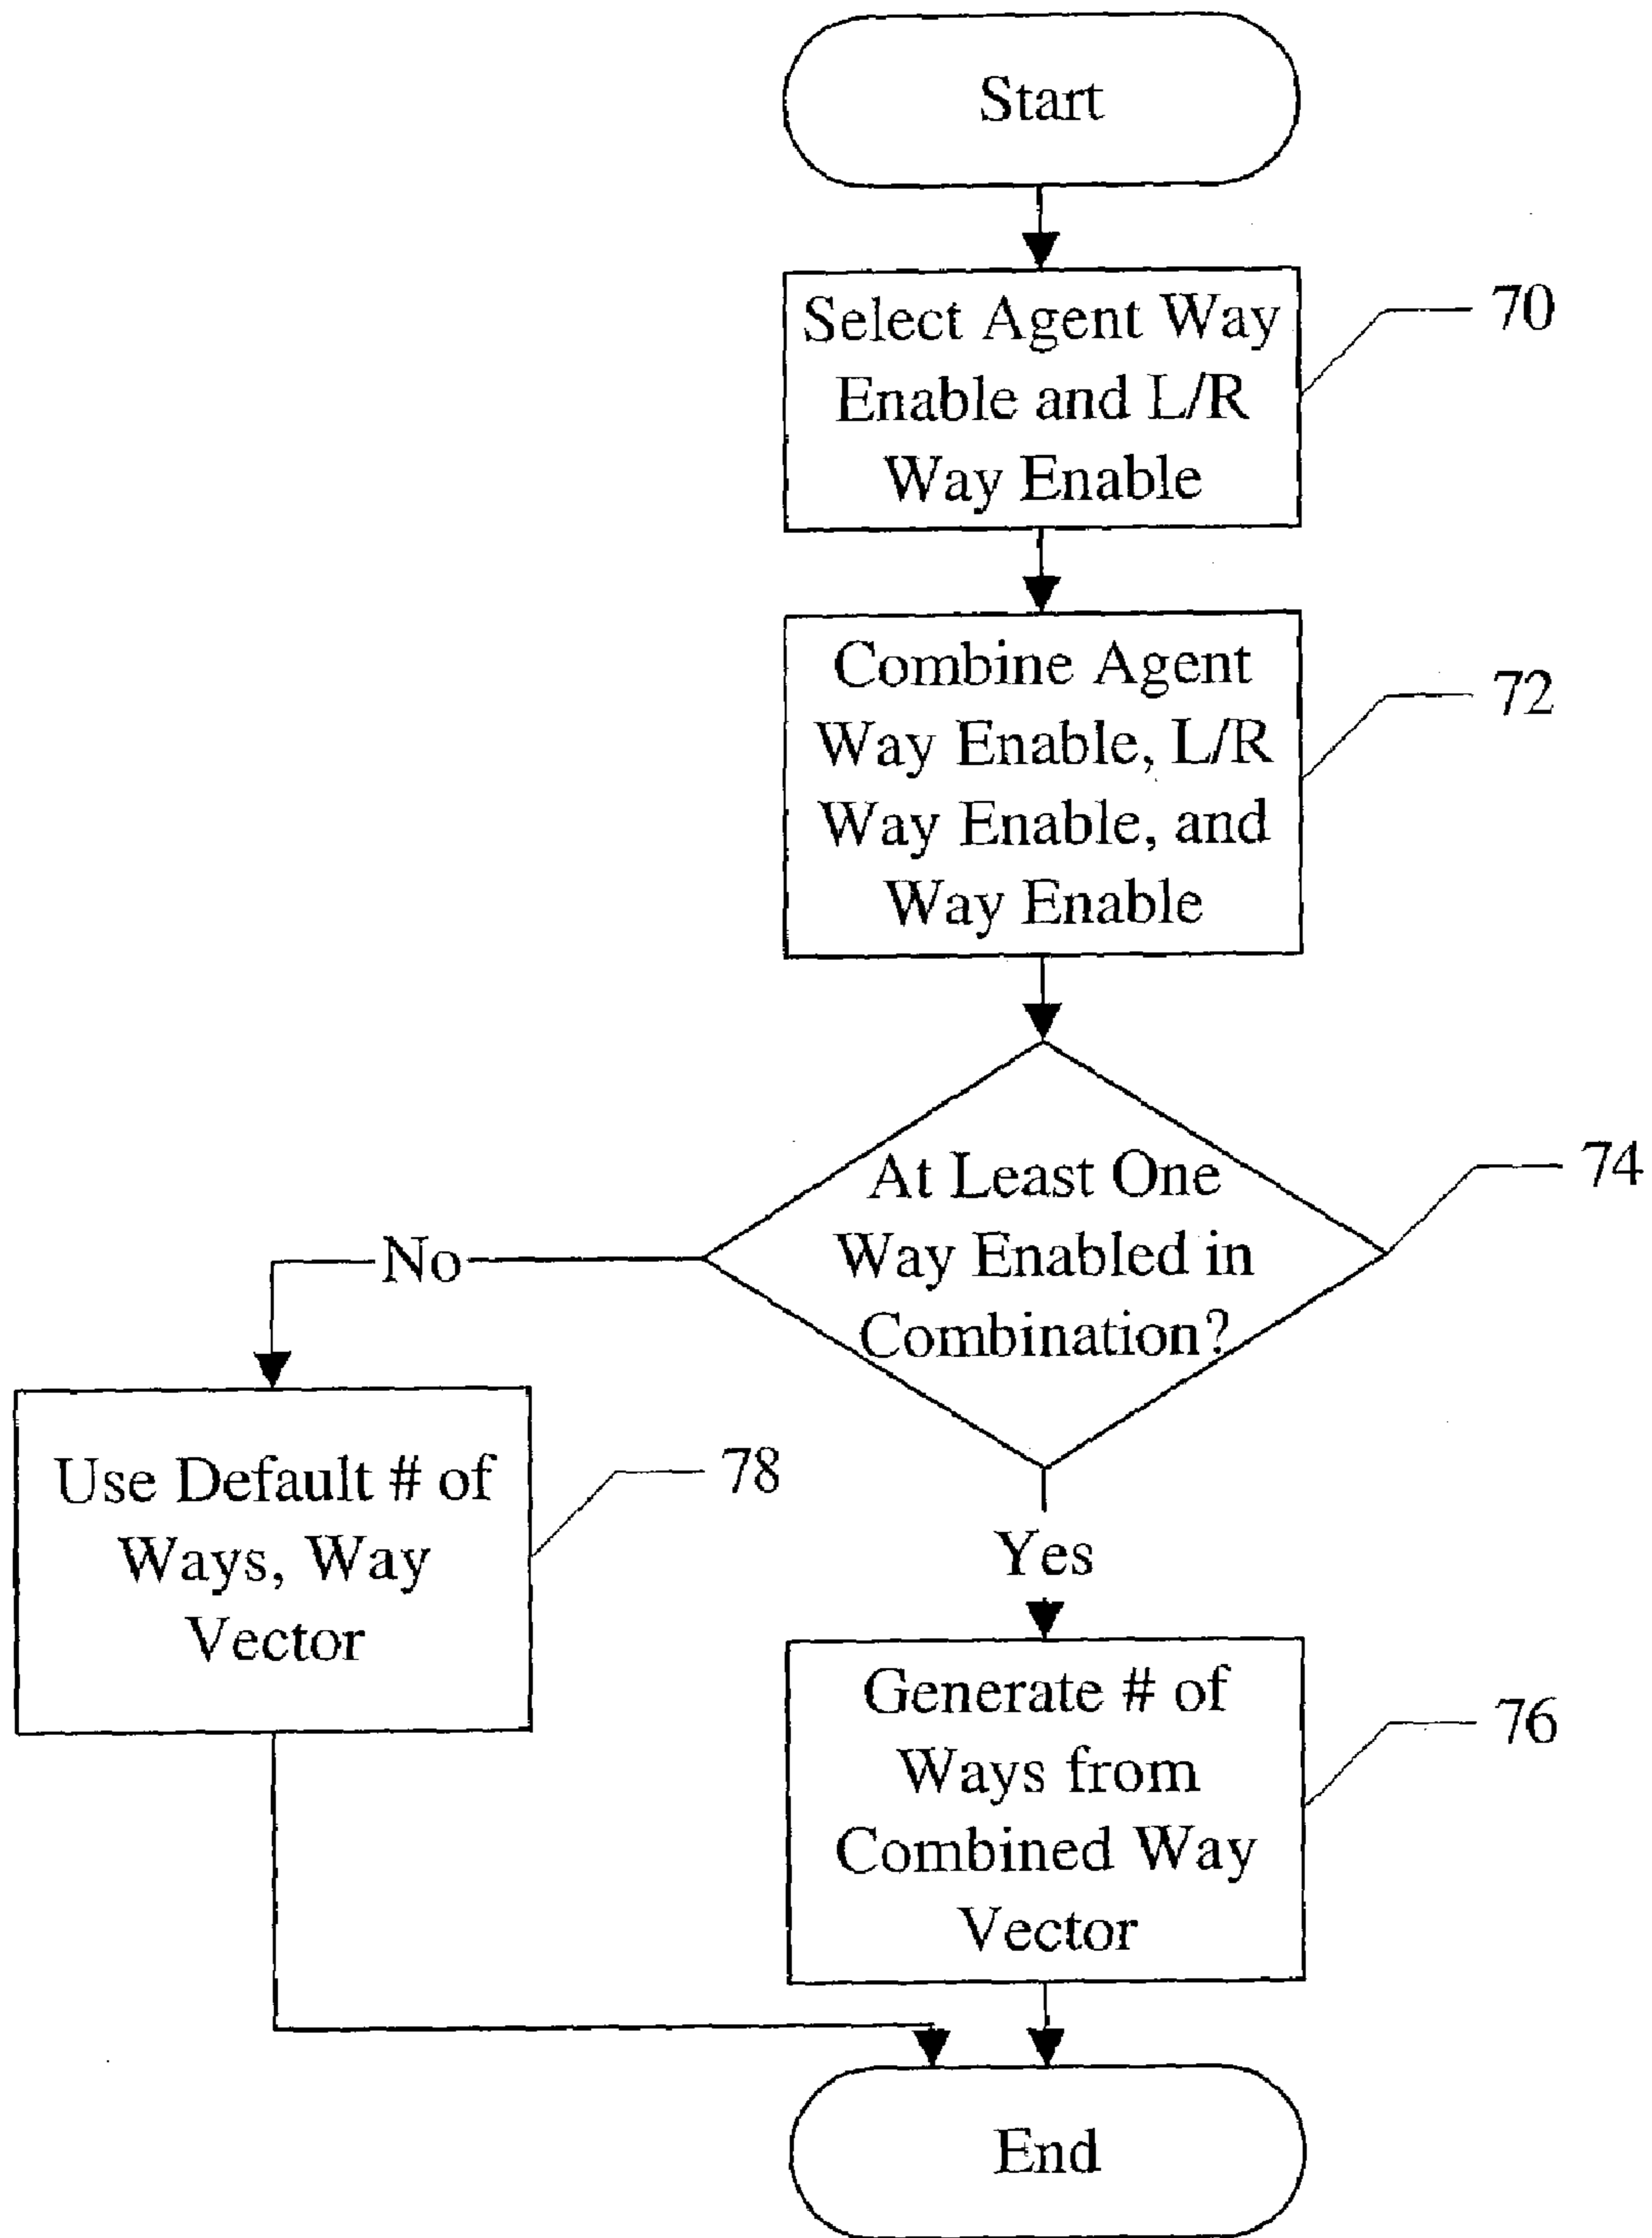 Start
Select Agent Way
Enable and L/R
Way Enable
70
Combine Agent
Way Enable, L/R
Way Enable, and
Way Enable
72
At Least One
Way Enabled in
Combination?
74
No
Yes
Use Default # of
Ways, Way
Vector
78
Generate # of
Ways from
Combined Way
Vector
76
End